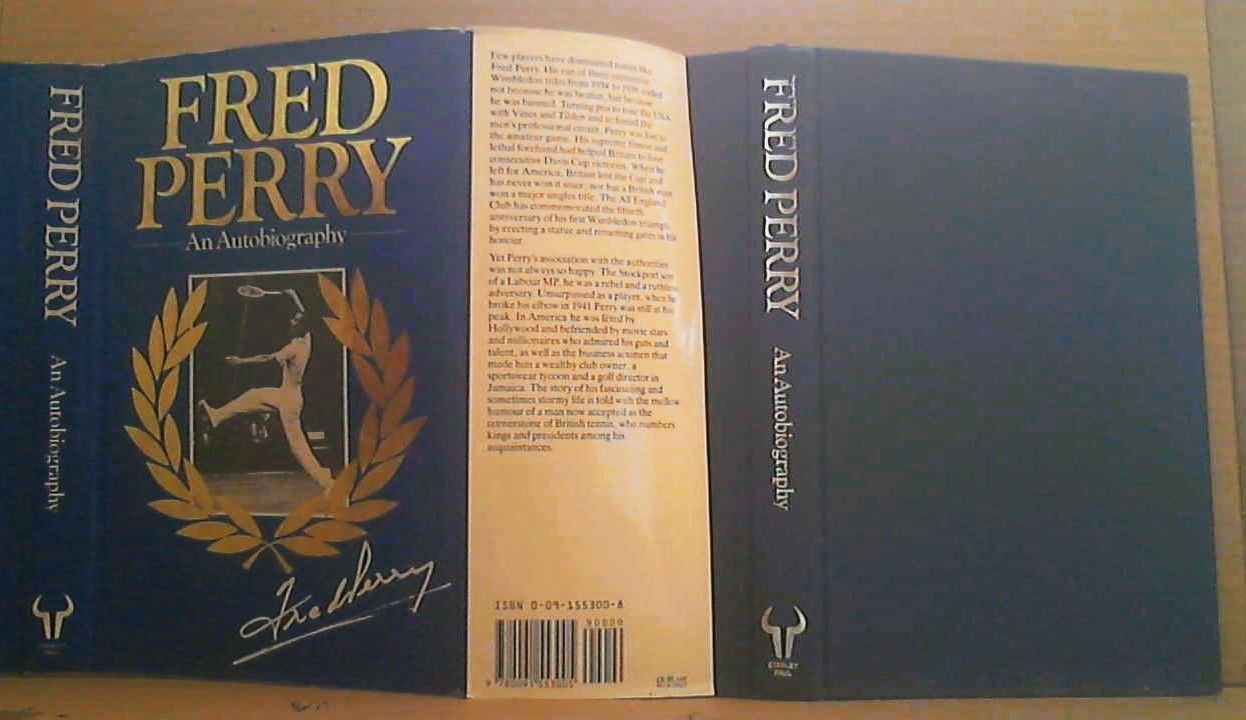 FRED PERRY
An Autobiography
FRED
PERRY
An Autobiography
Fred Perry
Few players have dominated tennis like
Fred Perry. His run of three successive
Wimbledon titles from 1934 to 1936 ended
not because he was beaten, but because
he was banned. Turning pro to tour the USA
with Vines and Tilden and to found the
men's professional circuit, Perry was lost to
the amateur game. His supreme fitness and
lethal forehand had helped Britain to four
consecutive Davis Cup victories. When he
left for America, Britain lost the Cup and
has never won it since, nor has a British man
won a major singles title. The All England
Club has commemorated the fiftieth
anniversary of his first Wimbledon triumph
by erecting a statue and renaming gates in his
honour.
Yet Perry's association with the authorities
was not always so happy. The Stockport son
of a Labour MP, he was a rebel and a ruthless
adversary. Unsurpassed as a player, when he
broke his elbow in 1941 Perry was still at his
peak. In America he was fêted by
Hollywood and befriended by movie stars
and millionaires who admired his guts and
talent, as well as the business acumen that
made him a wealthy club owner, a
sportswear tycoon and a golf director in
Jamaica. The story of his fascinating and
sometimes stormy life is told with the mellow
humour of a man now accepted as the
cornerstone of British tennis, who numbers
kings and presidents among his
acquaintances.
ISBN 0-09-155300-8
90000
9 780091 553005
FRED PERRY
An Autobiography
STANLEY
PAUL